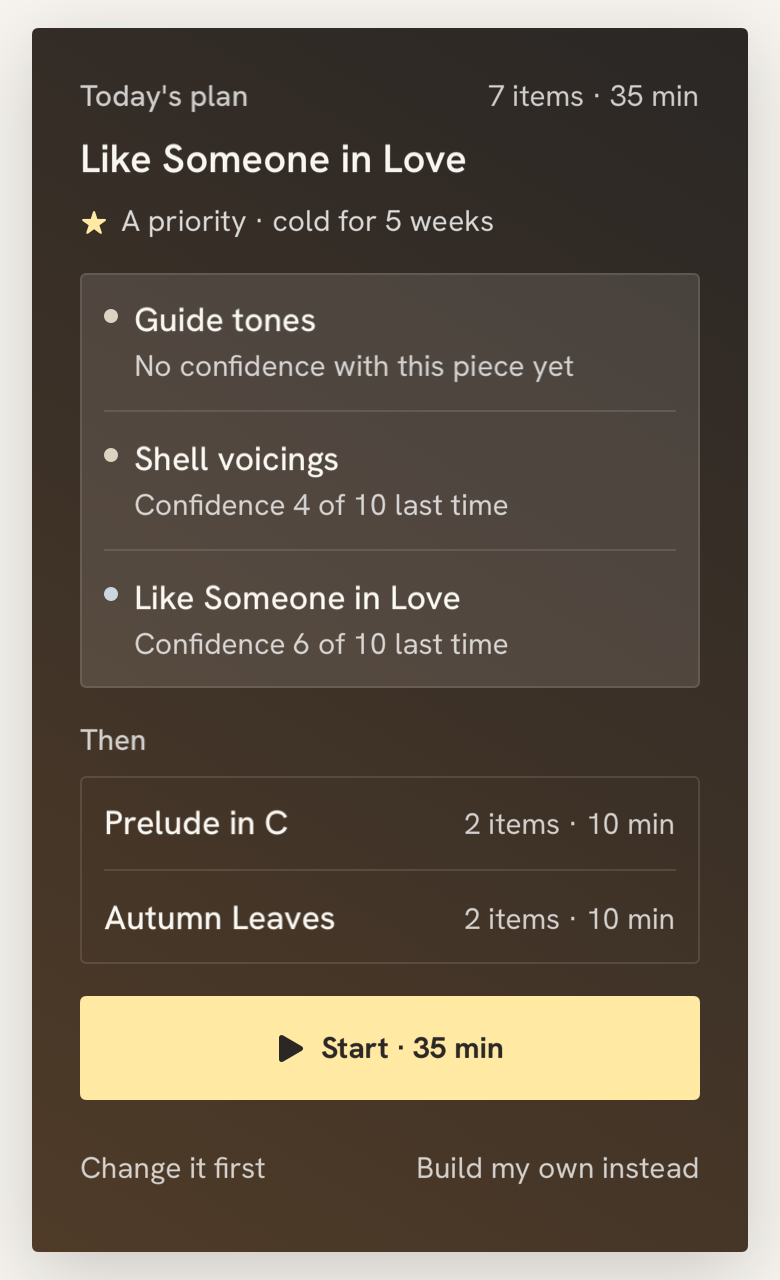 Today's plan
7 items · 35 min
Like Someone in Love
A priority · cold for 5 weeks
Guide tones
No confidence with this piece yet
Shell voicings
Confidence 4 of 10 last time
Like Someone in Love
Confidence 6 of 10 last time
Then
Prelude in C
2 items · 10 min
Autumn Leaves
2 items · 10 min
Start · 35 min
Change it first
Build my own instead